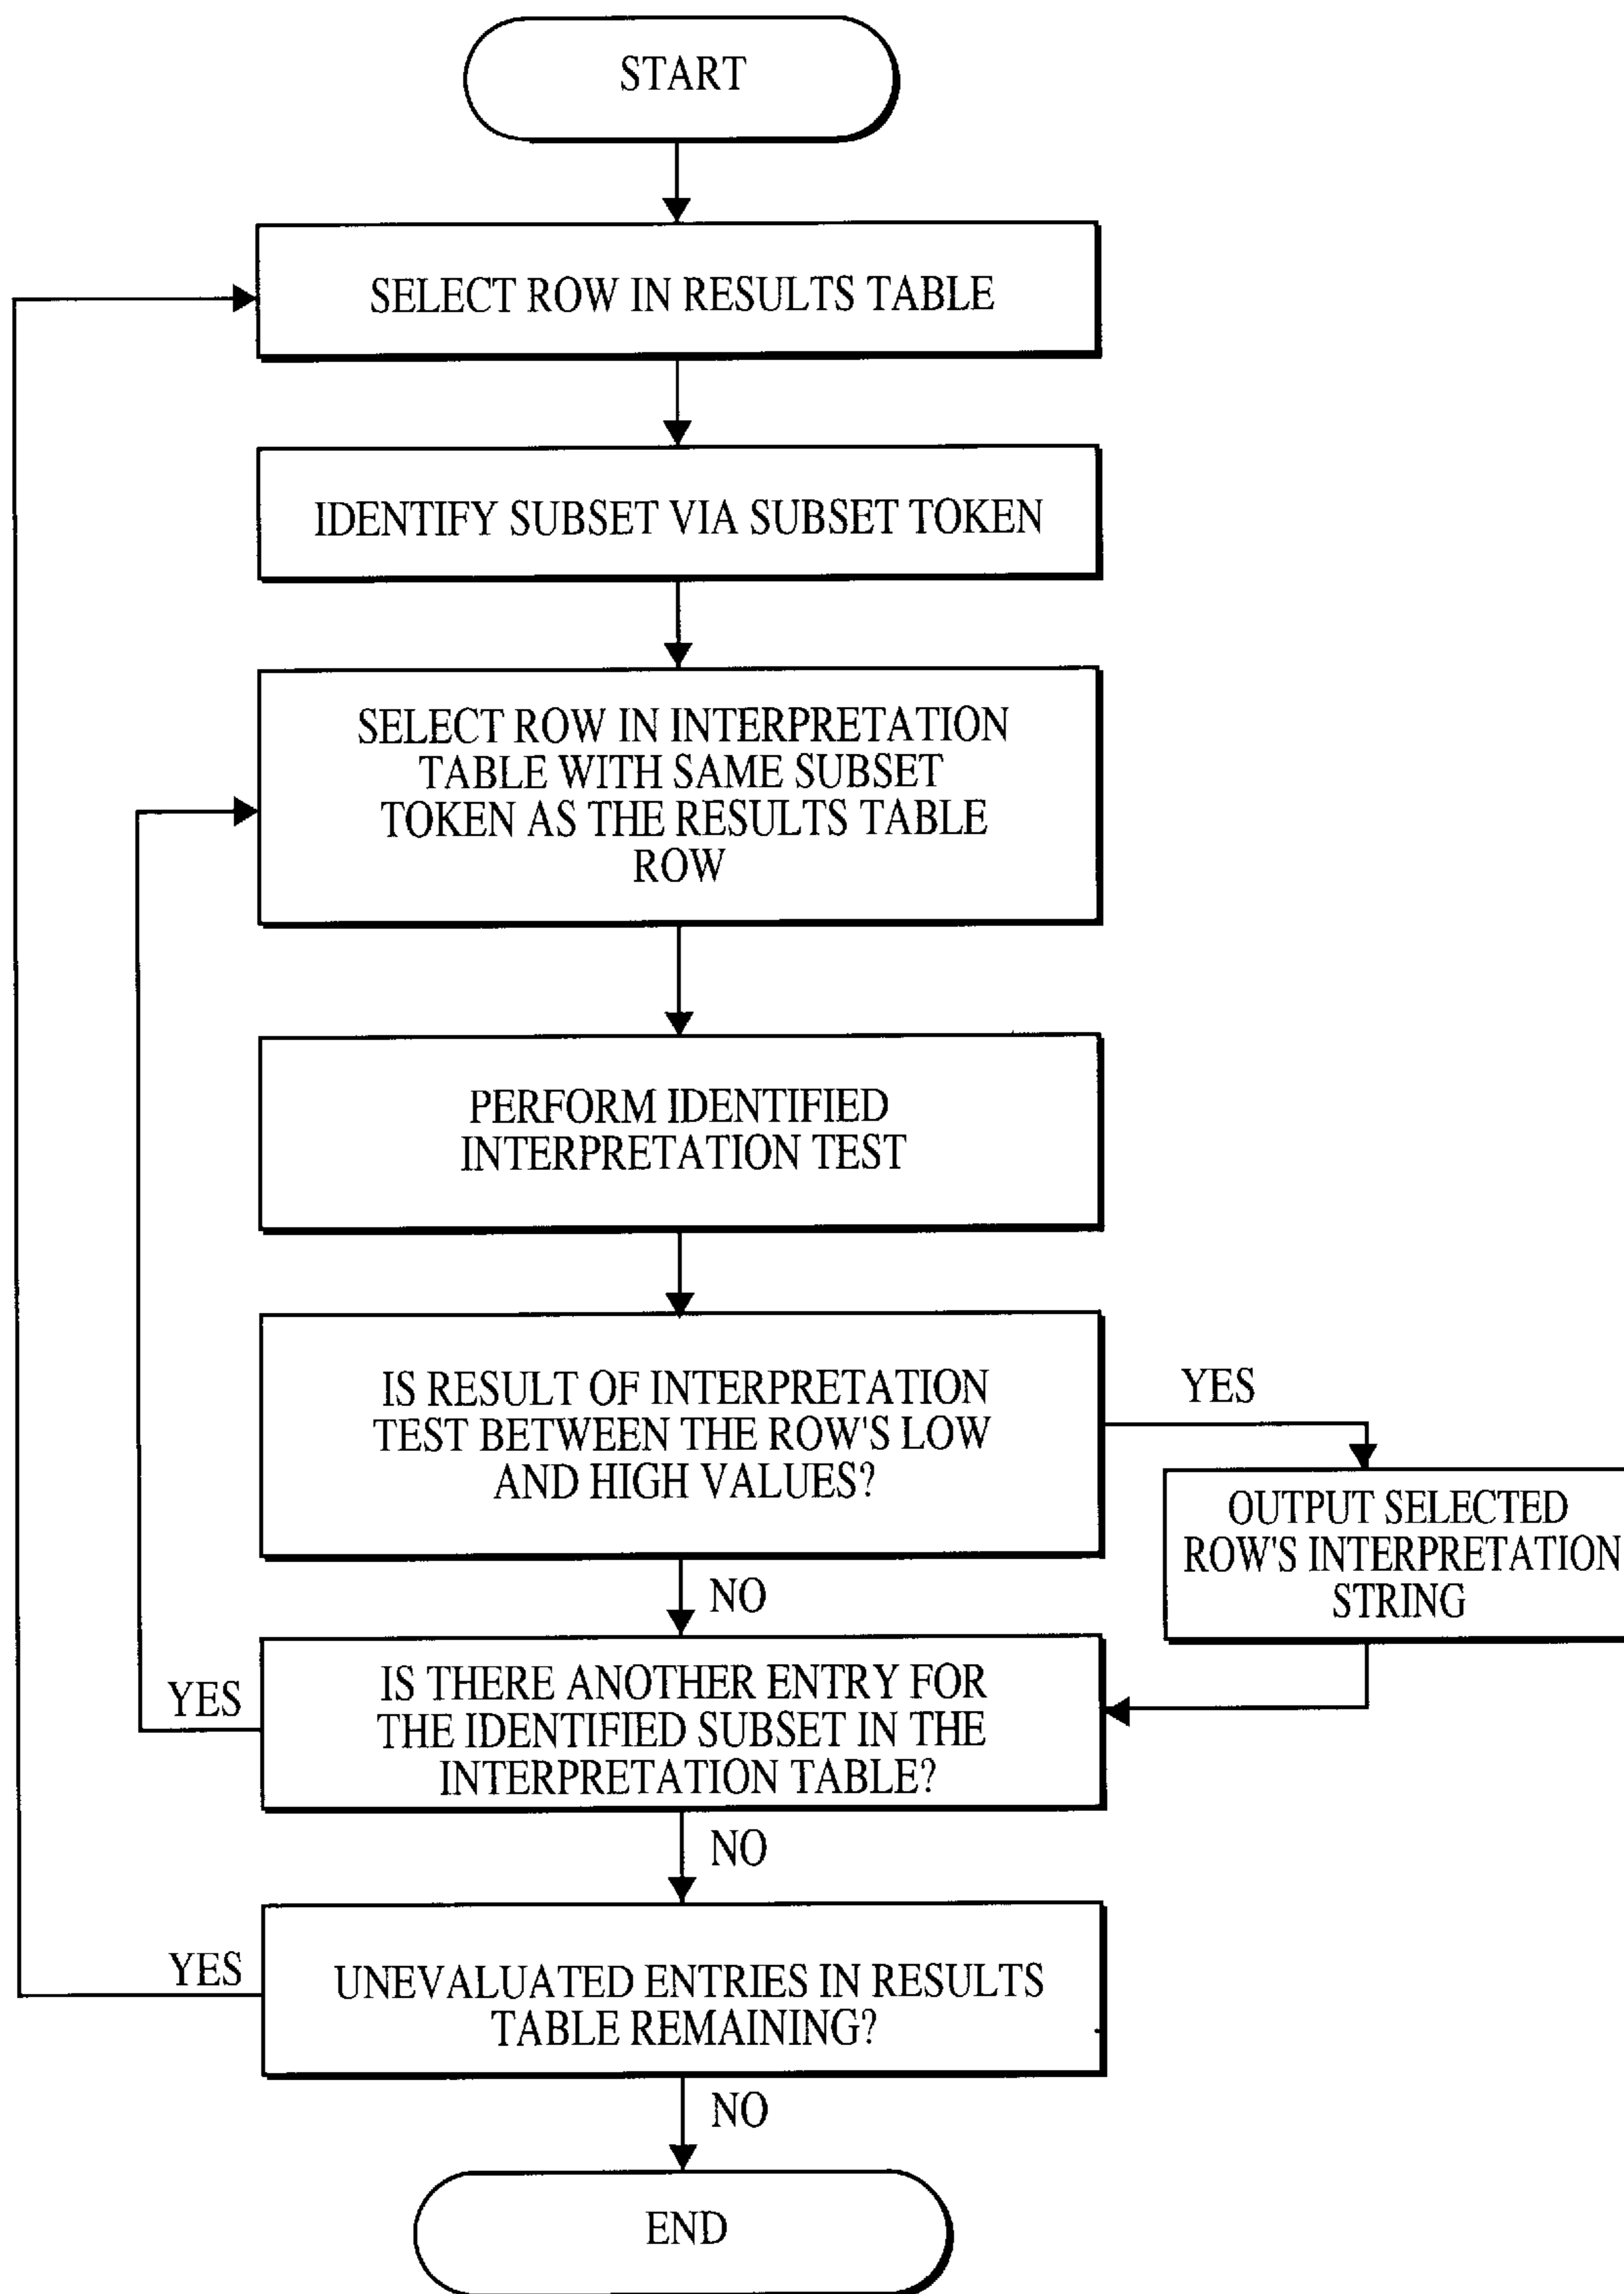 START
SELECT ROW IN RESULTS TABLE
IDENTIFY SUBSET VIA SUBSET TOKEN
SELECT ROW IN INTERPRETATION
TABLE WITH SAME SUBSET
TOKEN AS THE RESULTS TABLE
ROW
PERFORM IDENTIFIED
INTERPRETATION TEST
IS RESULT OF INTERPRETATION
TEST BETWEEN THE ROW'S LOW
AND HIGH VALUES?
YES
OUTPUT SELECTED
ROW'S INTERPRETATION
STRING
NO
IS THERE ANOTHER ENTRY FOR
THE IDENTIFIED SUBSET IN THE
INTERPRETATION TABLE?
YES
NO
UNEVALUATED ENTRIES IN RESULTS
TABLE REMAINING?
YES
NO
END